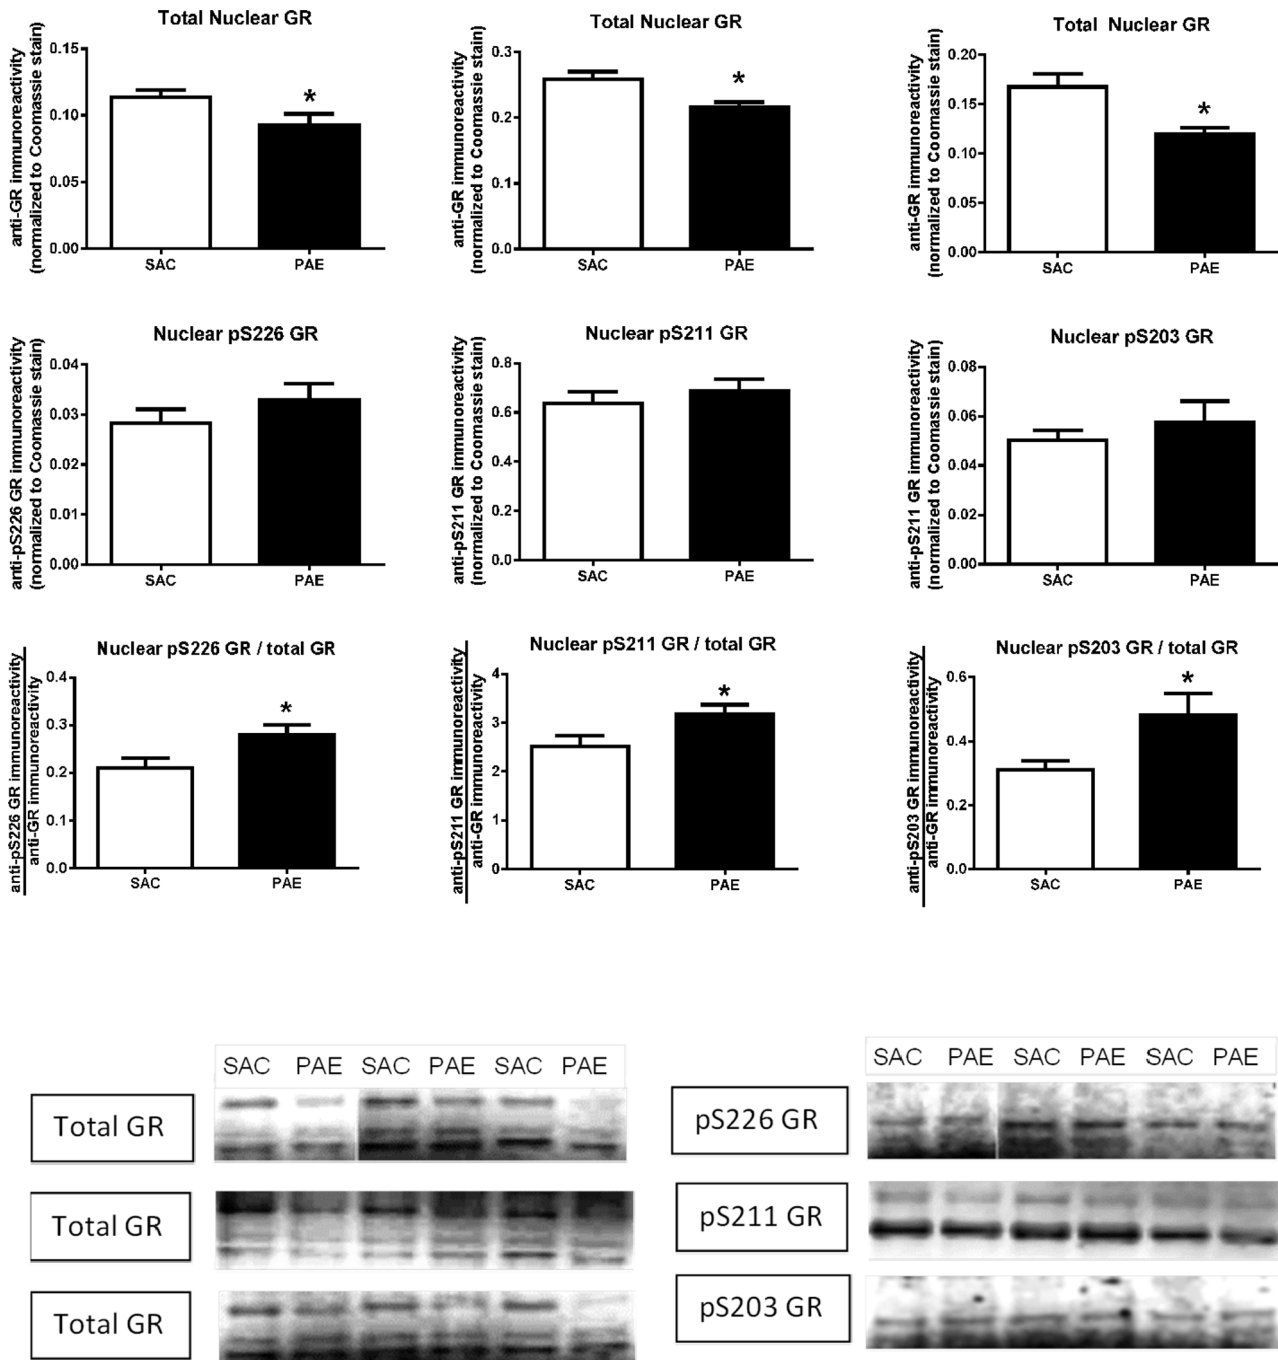 Total Nuclear GR
anti-GR immunoreactivity
(normalized to Coomassie stain)
0.15
0.10
0.05
0.00
*
SAC PAE
Total Nuclear GR
anti-GR immunoreactivity
(normalized to Coomassie stain)
0.3
0.2
0.1
0.0
*
SAC PAE
Total Nuclear GR
anti-GR immunoreactivity
(normalized to Coomassie stain)
0.20
0.15
0.10
0.05
0.00
*
SAC PAE
Nuclear pS226 GR
anti-pS226 GR immunoreactivity
(normalized to Coomassie stain)
0.04
0.03
0.02
0.01
0.00
SAC PAE
Nuclear pS211 GR
anti-pS211 GR immunoreactivity
(normalized to Coomassie stain)
0.8
0.6
0.4
0.2
0.0
SAC PAE
Nuclear pS203 GR
anti-pS211 GR immunoreactivity
(normalized to Coomassie stain)
0.08
0.06
0.04
0.02
0.00
SAC PAE
Nuclear pS226 GR / total GR
anti-pS226 GR immunoreactivity
anti-GR immunoreactivity
0.4
0.3
0.2
0.1
0.0
*
SAC PAE
Nuclear pS211 GR / total GR
anti-pS211 GR immunoreactivity
anti-GR immunoreactivity
4
3
2
1
0
*
SAC PAE
Nuclear pS203 GR / total GR
anti-pS203 GR immunoreactivity
anti-GR immunoreactivity
0.6
0.4
0.2
0.0
*
SAC PAE
SAC PAE SAC PAE SAC PAE
Total GR
Total GR
Total GR
SAC PAE SAC PAE SAC PAE
pS226 GR
pS211 GR
pS203 GR